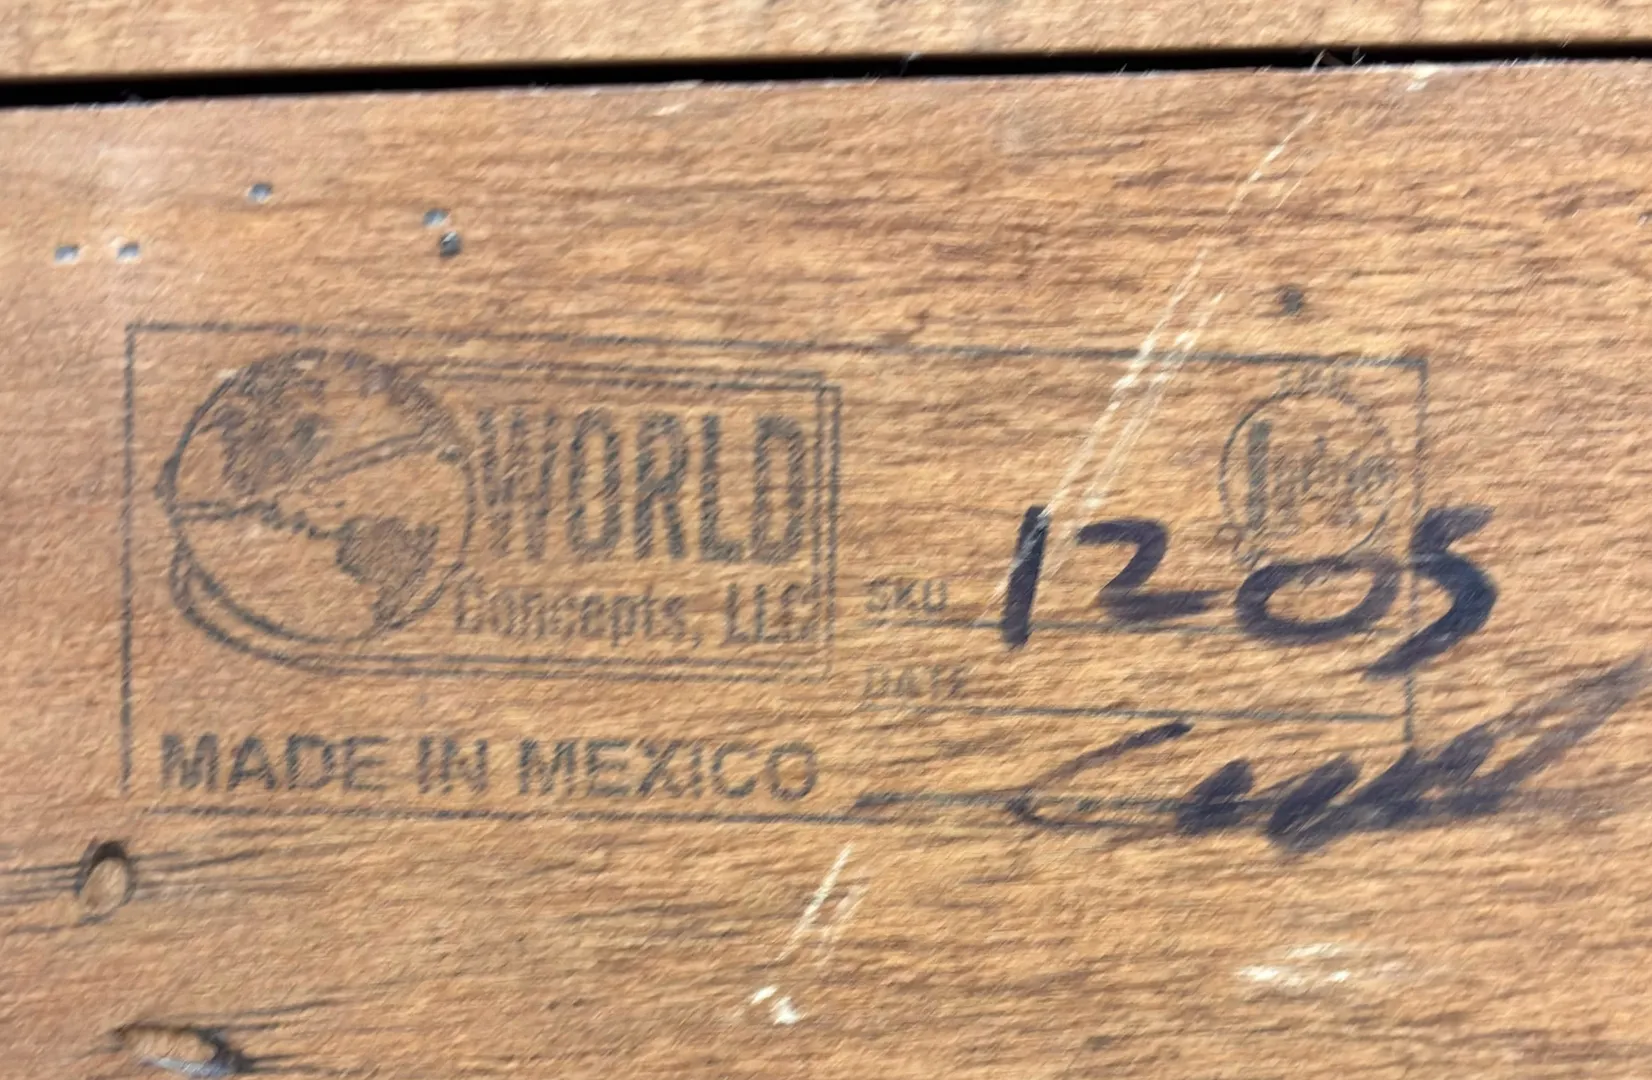 WORLD
Concepts, LLC
SKU 1205
DATE
MADE IN MEXICO